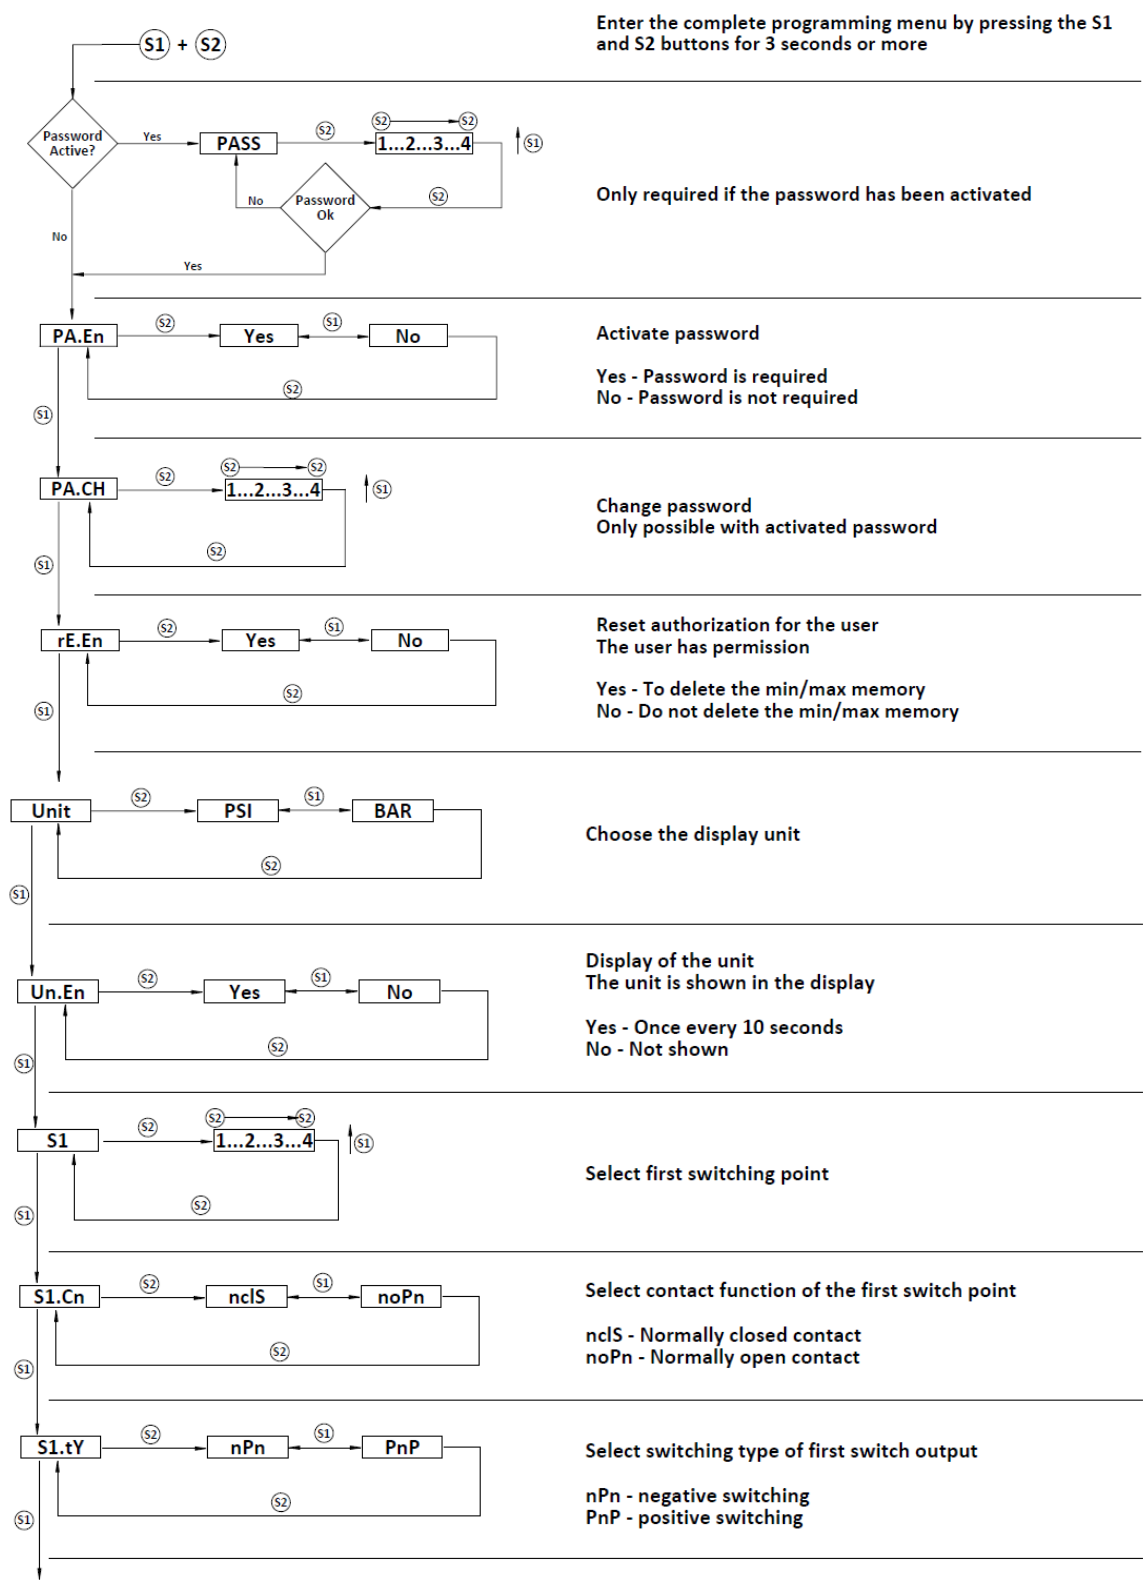 S1 + S2
Enter the complete programming menu by pressing the S1
and S2 buttons for 3 seconds or more
Password
Active?
Yes
PASS
S2
S2 S2
1...2...3...4
S1
No
Password
Ok
S2
No
Yes
Only required if the password has been activated
PA.En
S2
Yes
S1
No
S2
S1
Activate password
Yes - Password is required
No - Password is not required
PA.CH
S2
S2 S2
1...2...3...4
S1
S2
S1
Change password
Only possible with activated password
rE.En
S2
Yes
S1
No
S2
S1
Reset authorization for the user
The user has permission
Yes - To delete the min/max memory
No - Do not delete the min/max memory
Unit
S2
PSI
S1
BAR
S2
S1
Choose the display unit
Un.En
S2
Yes
S1
No
S2
S1
Display of the unit
The unit is shown in the display
Yes - Once every 10 seconds
No - Not shown
S1
S2
S2 S2
1...2...3...4
S1
S2
S1
Select first switching point
S1.Cn
S2
nclS
S1
noPn
S2
S1
Select contact function of the first switch point
nclS - Normally closed contact
noPn - Normally open contact
S1.tY
S2
nPn
S1
PnP
S2
S1
Select switching type of first switch output
nPn - negative switching
PnP - positive switching